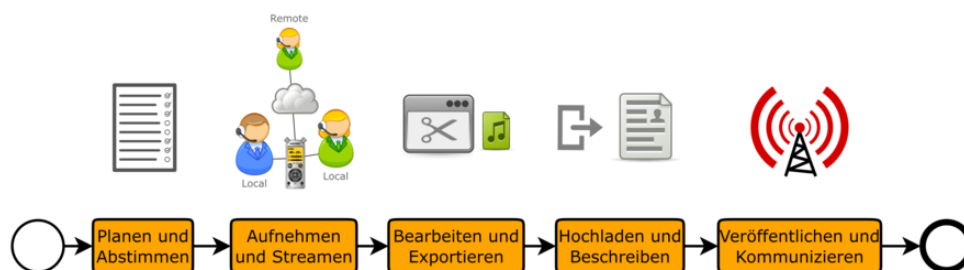 Remote
Local
Local
Planen und
Abstimmen
Aufnehmen
und Streamen
Bearbeiten und
Exportieren
Hochladen und
Beschreiben
Veröffentlichen und
Kommunizieren